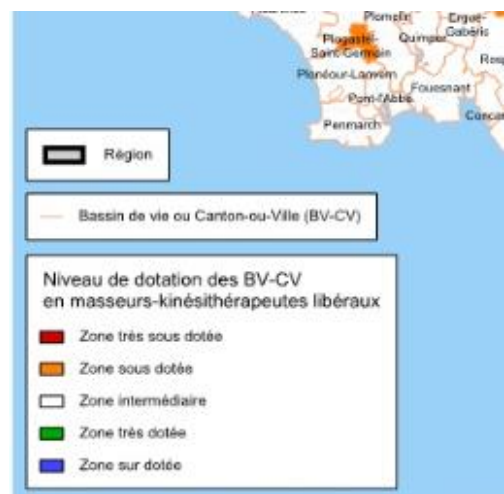 Plomelin
Ergué-
Gabéric
Plogastel-
Saint-Germain
Quimper
Plonéour-Lanvern
Pont-l'Abbé
Fouesnant
Penmarch
Concar
Région
Bassin de vie ou Canton-ou-Ville (BV-CV)
Niveau de dotation des BV-CV
en masseurs-kinésithérapeutes libéraux
Zone très sous dotée
Zone sous dotée
Zone intermédiaire
Zone très dotée
Zone sur dotée